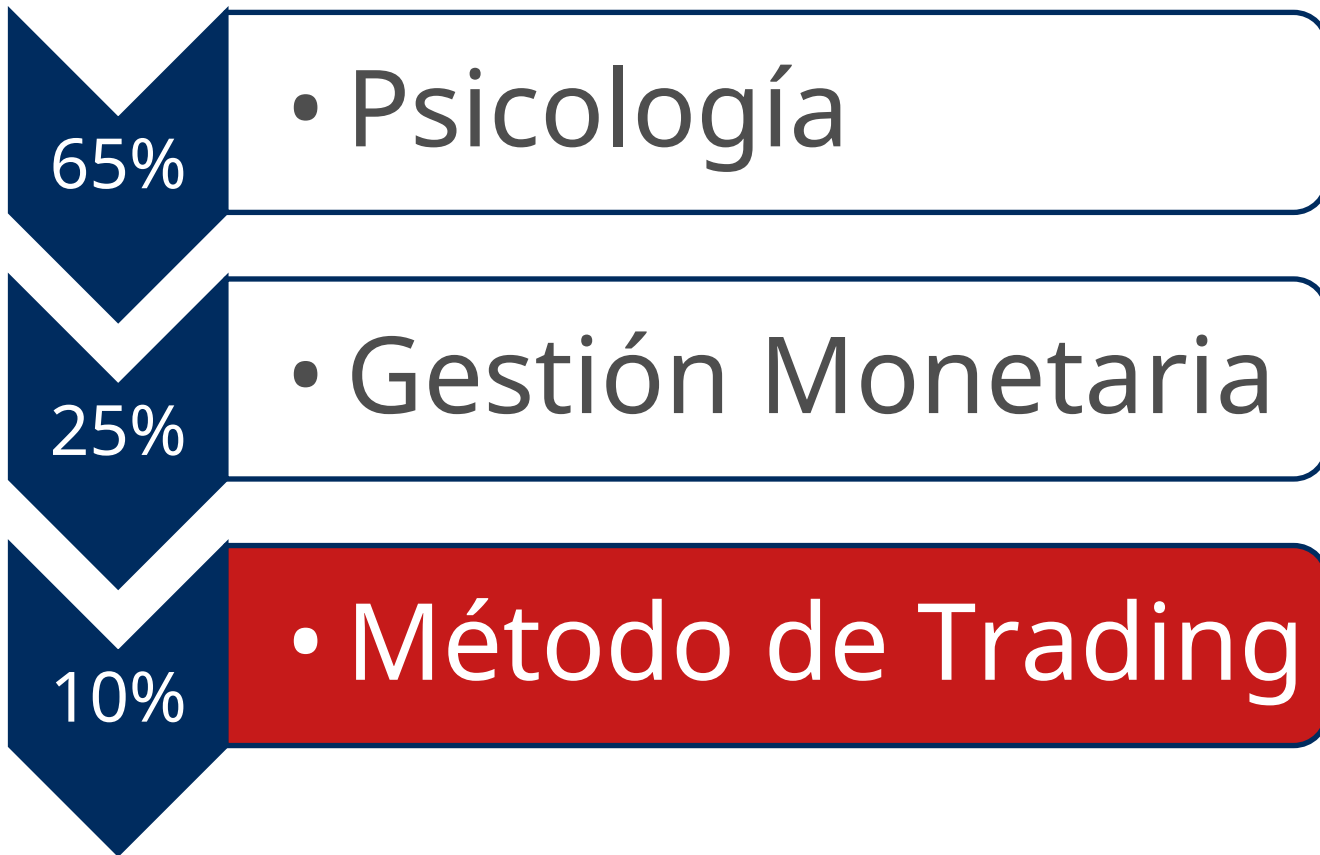 65%
• Psicología
25%
• Gestión Monetaria
10%
• Método de Trading